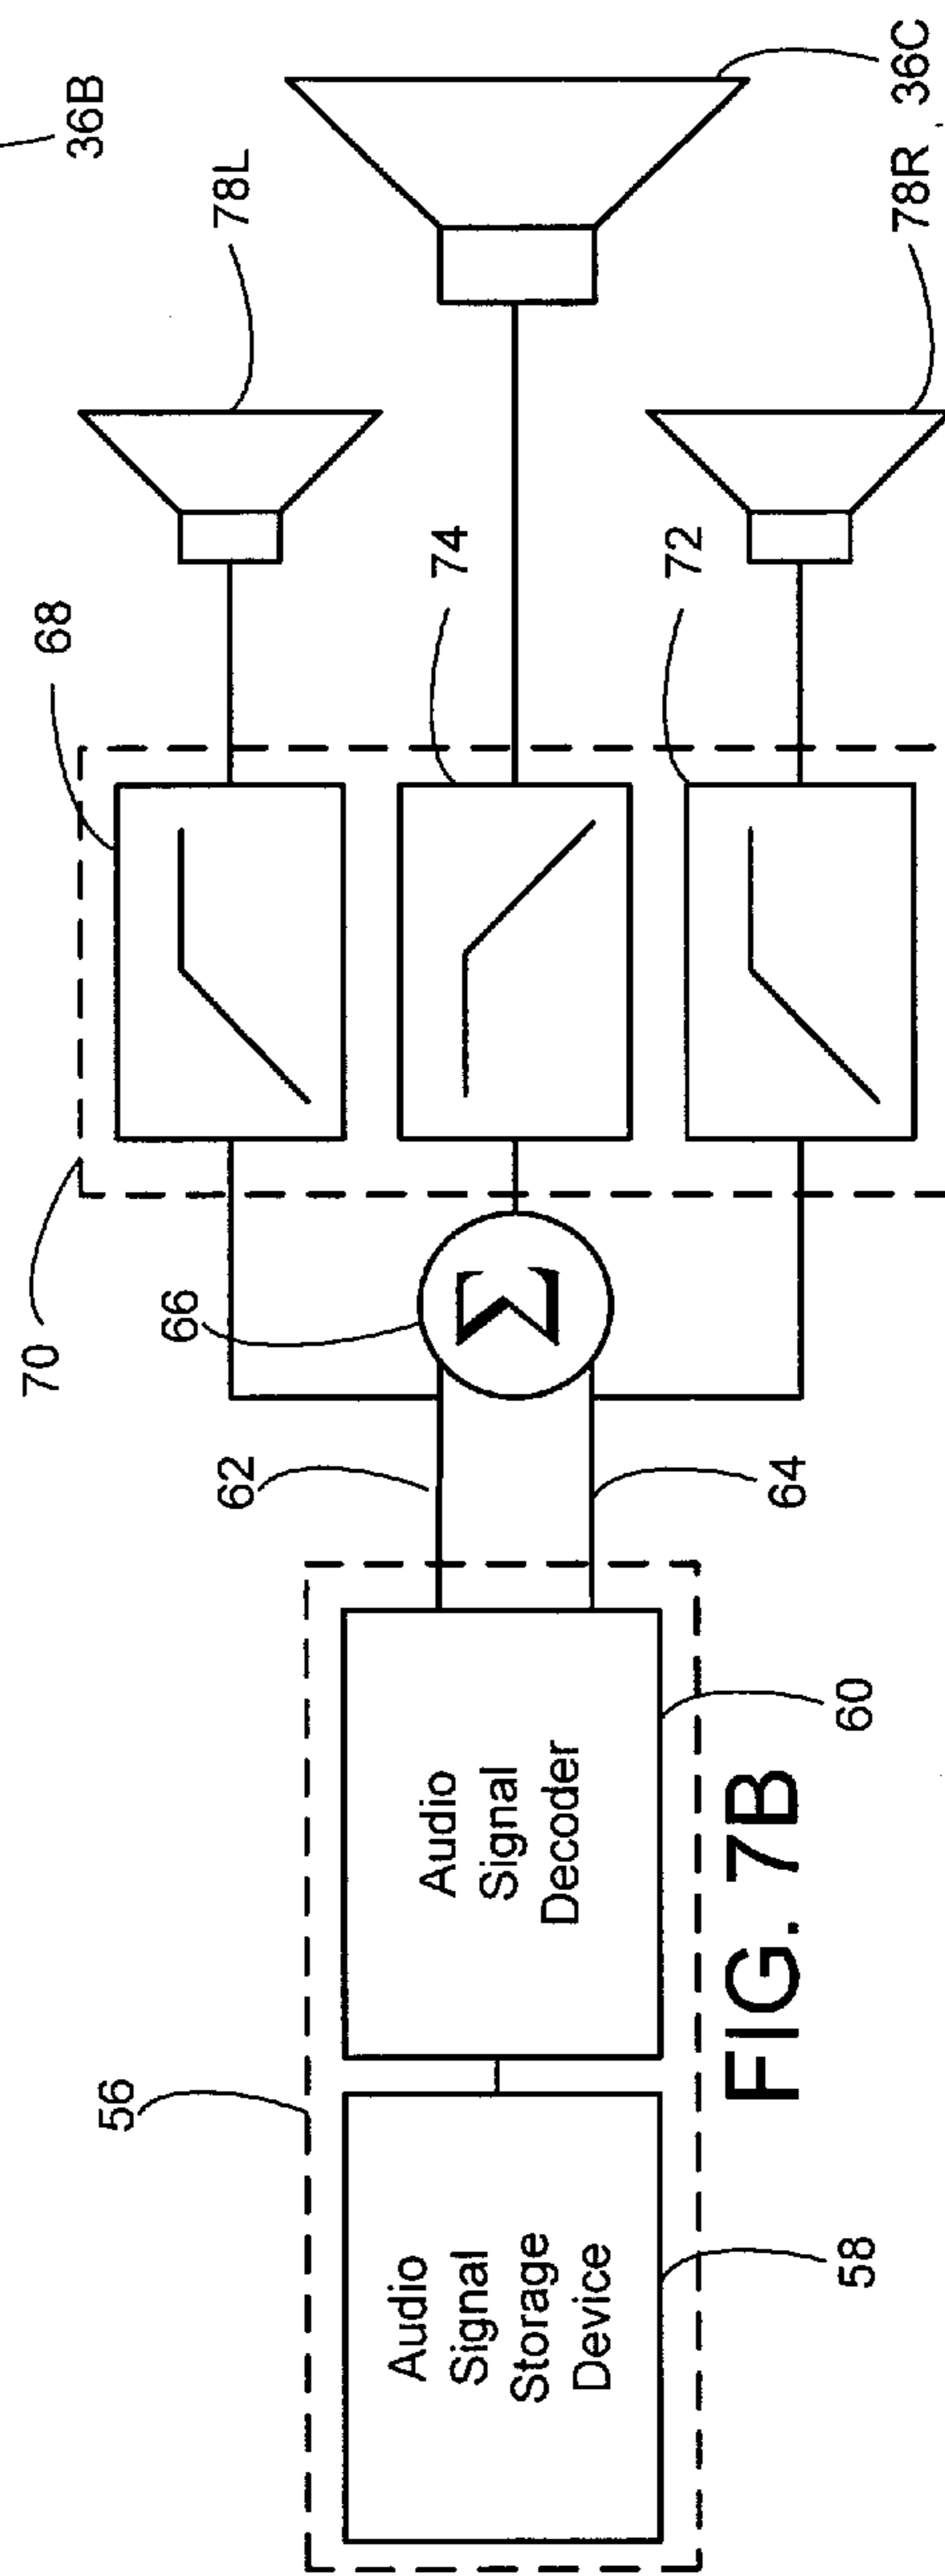 36B
78L
36C
78R
68
74
72
70
66
Σ
62
64
Audio
Signal
Decoder
60
56
Audio
Signal
Storage
Device
58
FIG. 7B